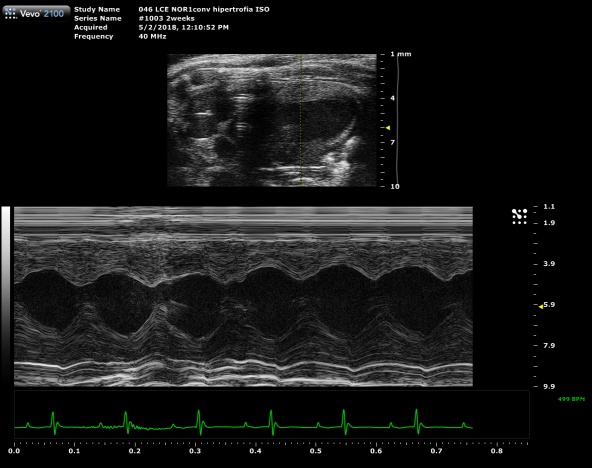 Vevo 2100
Study Name 046 LCE NOR1conv hipertrofia ISO
Series Name #1003 2weeks
Acquired 5/2/2018, 12:10:52 PM
Frequency 40 MHz
1 mm
4
7
10
1.1
1.9
3.9
5.9
7.9
9.9
499 BPM
0.0 0.1 0.2 0.3 0.4 0.5 0.6 0.7 0.8